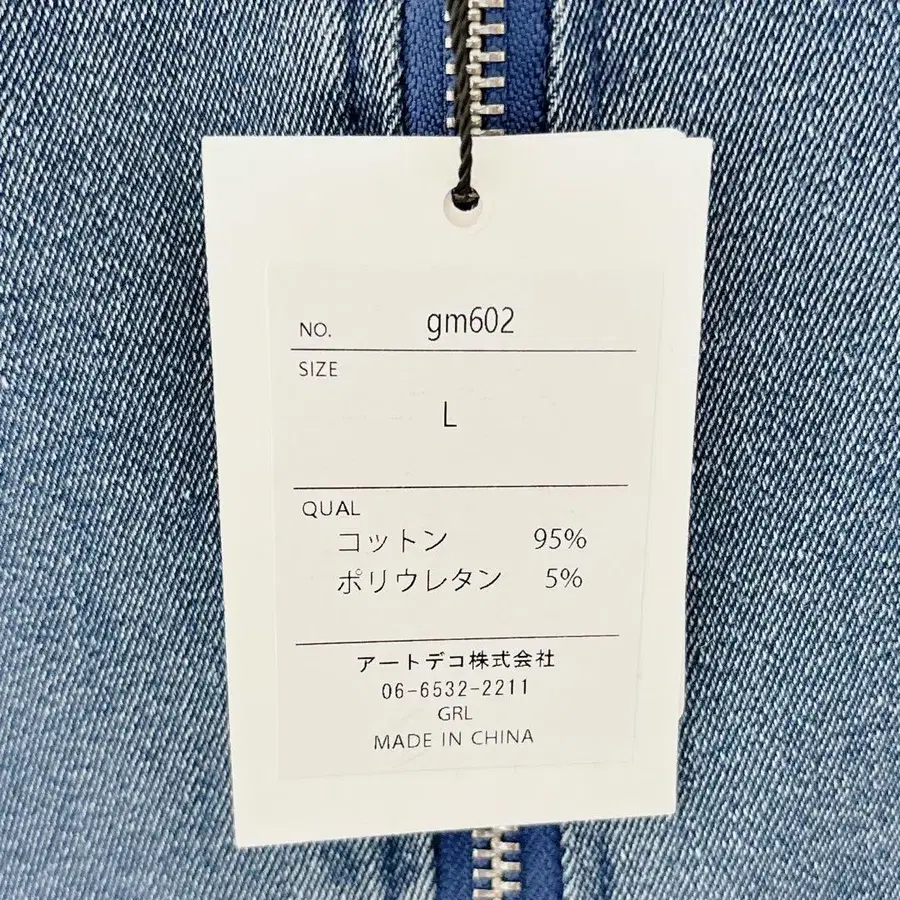 NO. gm602
SIZE
L
QUAL
コットン 95%
ポリウレタン 5%
アートデコ株式会社
06-6532-2211
GRL
MADE IN CHINA